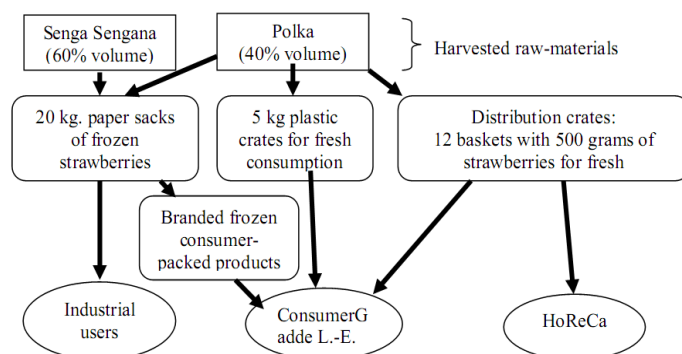 Senga Sengana
(60% volume)
Polka
(40% volume)
Harvested raw-materials
20 kg. paper sacks
of frozen
strawberries
5 kg plastic
crates for fresh
consumption
Distribution crates:
12 baskets with 500 grams of
strawberries for fresh
Branded frozen
consumer-
packed products
Industrial
users
ConsumerG
adde L.-E.
HoReCa